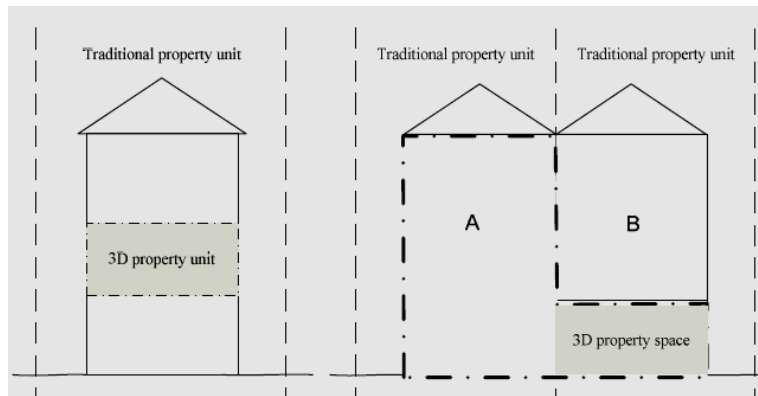 Traditional property unit
Traditional property unit
Traditional property unit
A
B
3D property unit
3D property space